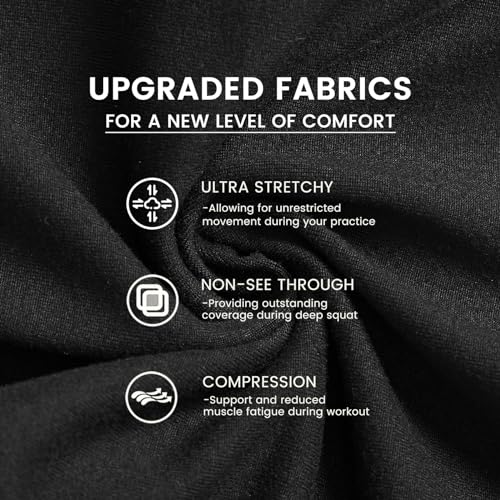 UPGRADED FABRICS
FOR A NEW LEVEL OF COMFORT
ULTRA STRETCHY
-Allowing for unrestricted
movement during your practice
NON-SEE THROUGH
-Providing outstanding
coverage during deep squat
COMPRESSION
-Support and reduced
muscle fatigue during workout